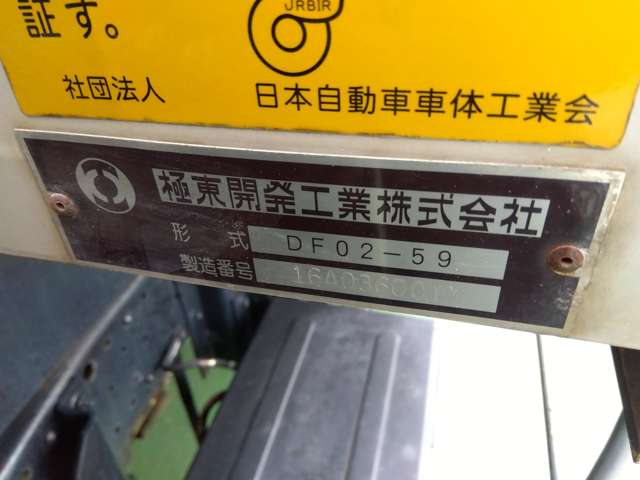 証す。
JRBIR
社団法人 日本自動車車体工業会
極東開発工業株式会社
形式 DF02-59
製造番号